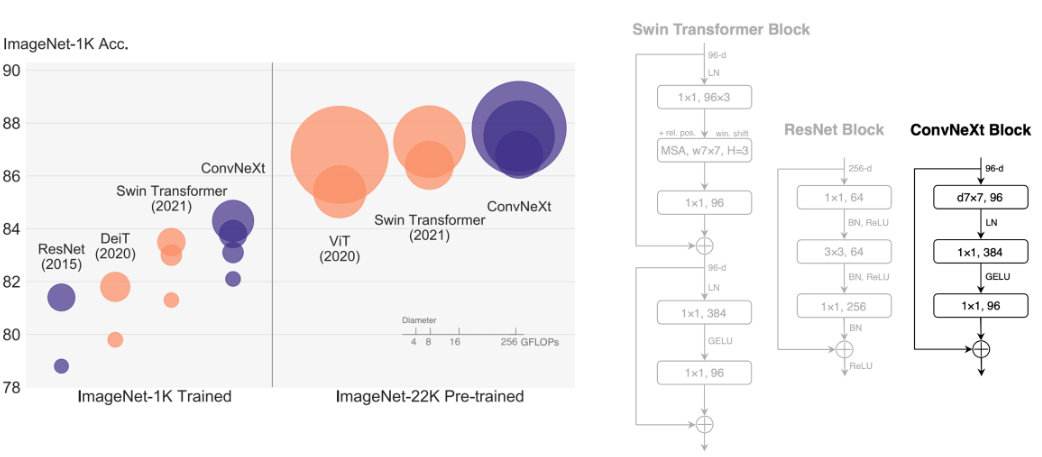 ImageNet-1K Acc.
90
88
86
84
82
80
78
ConvNeXt
Swin Transformer
(2021)
DeiT
(2020)
ResNet
(2015)
ViT
(2020)
Swin Transformer
(2021)
ConvNeXt
Diameter
4 8 16 256 GFLOPs
ImageNet-1K Trained
ImageNet-22K Pre-trained
Swin Transformer Block
96-d
LN
1×1, 96×3
+ rel. pos. win. shift
MSA, w7×7, H=3
1×1, 96
96-d
LN
1×1, 384
GELU
1×1, 96
ResNet Block
256-d
1×1, 64
BN, ReLU
3×3, 64
BN, ReLU
1×1, 256
BN
ReLU
ConvNeXt Block
96-d
d7×7, 96
LN
1×1, 384
GELU
1×1, 96